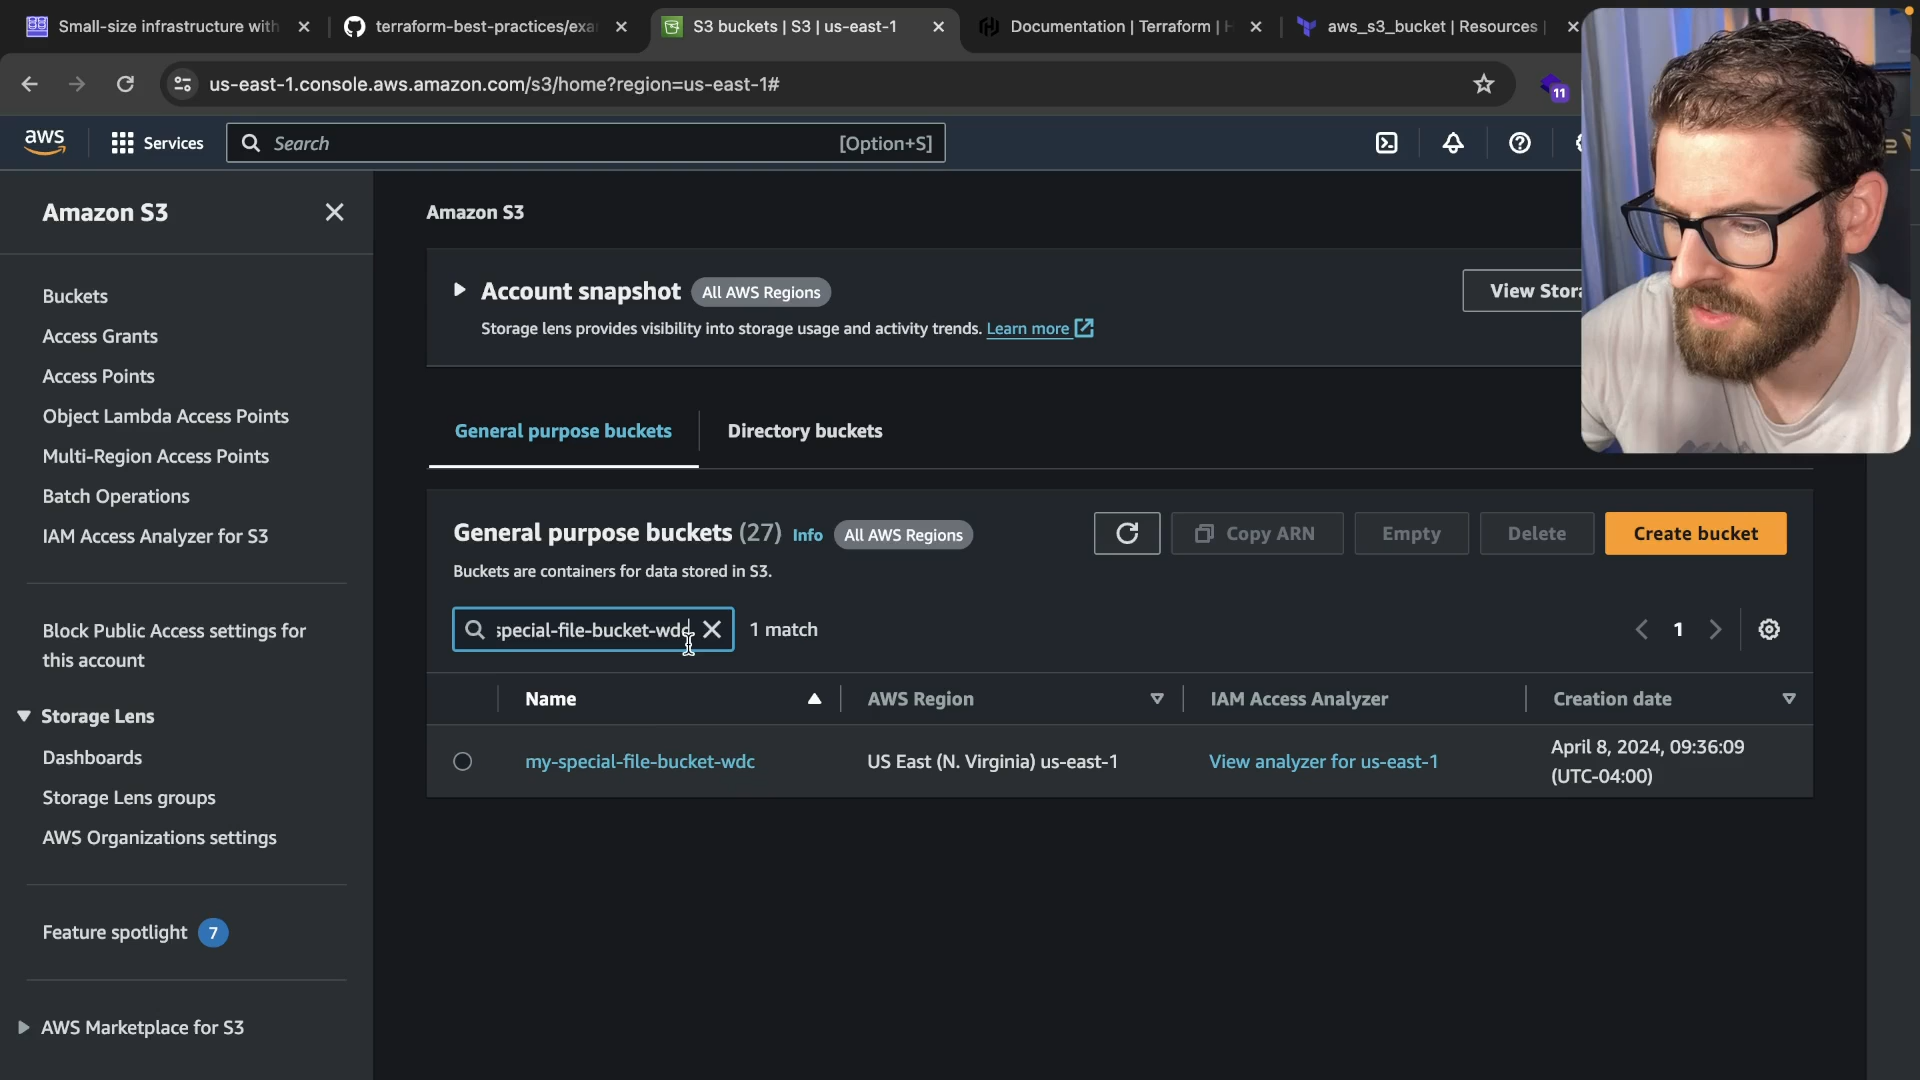 Small-size infrastructure with
terraform-best-practices/exa
S3 buckets | S3 | us-east-1
Documentation | Terraform | H
aws_s3_bucket | Resources |
us-east-1.console.aws.amazon.com/s3/home?region=us-east-1#
11
aws
Services
Search
[Option+S]
Amazon S3
Buckets
Access Grants
Access Points
Object Lambda Access Points
Multi-Region Access Points
Batch Operations
IAM Access Analyzer for S3
Block Public Access settings for
this account
Storage Lens
Dashboards
Storage Lens groups
AWS Organizations settings
Feature spotlight 7
AWS Marketplace for S3
Amazon S3
Account snapshot All AWS Regions
Storage lens provides visibility into storage usage and activity trends. Learn more
View Stora
General purpose buckets
Directory buckets
General purpose buckets (27) Info All AWS Regions
Copy ARN
Empty
Delete
Create bucket
Buckets are containers for data stored in S3.
special-file-bucket-wdc
1 match
1
Name
AWS Region
IAM Access Analyzer
Creation date
my-special-file-bucket-wdc
US East (N. Virginia) us-east-1
View analyzer for us-east-1
April 8, 2024, 09:36:09
(UTC-04:00)